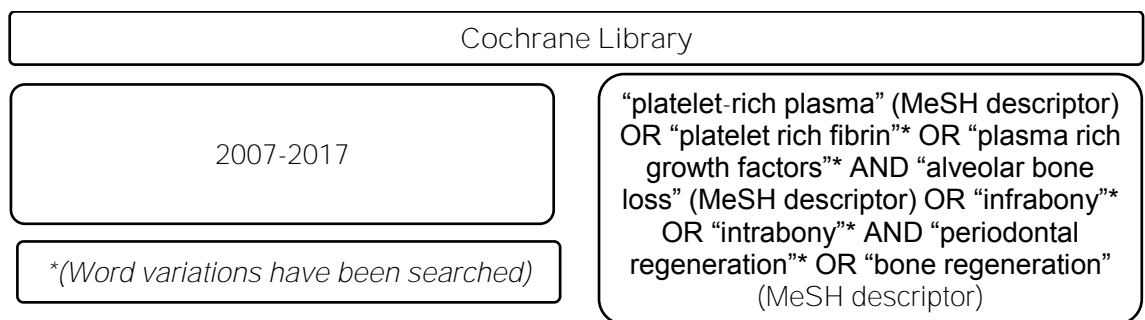 Cochrane Library
2007-2017
*(Word variations have been searched)
“platelet-rich plasma” (MeSH descriptor)
OR “platelet rich fibrin”* OR “plasma rich
growth factors”* AND “alveolar bone
loss” (MeSH descriptor) OR “infrabony”*
OR “intrabony”* AND “periodontal
regeneration”* OR “bone regeneration”
(MeSH descriptor)